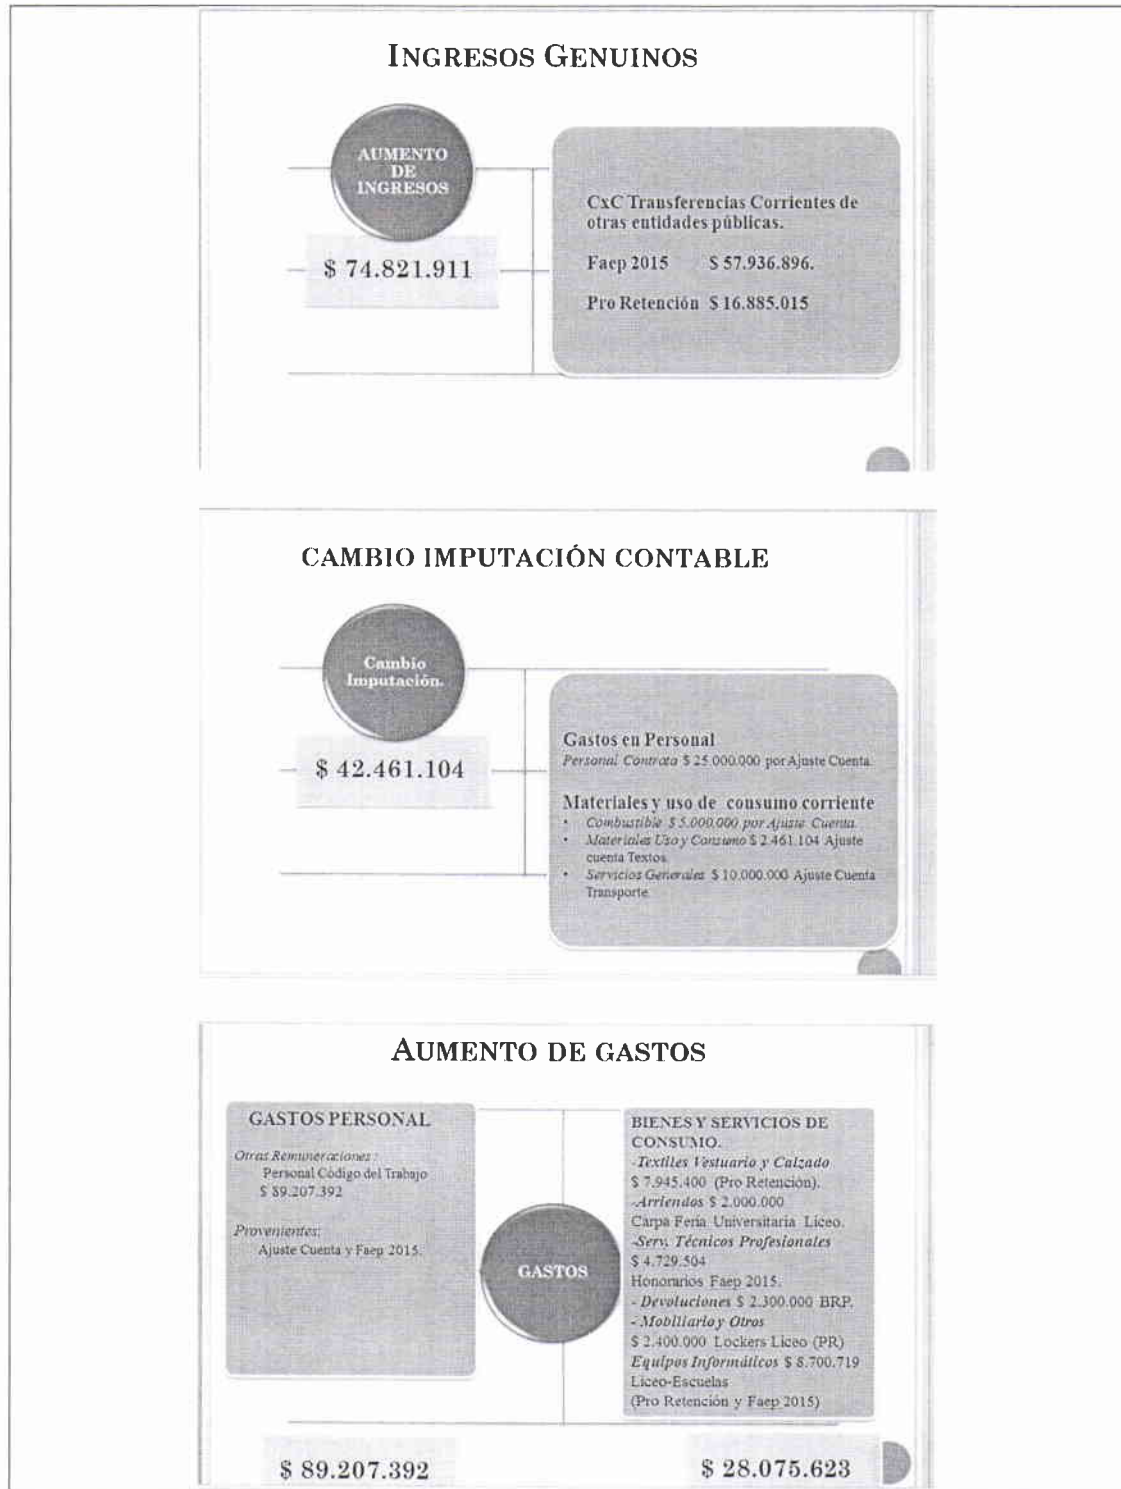 INGRESOS GENUINOS
AUMENTO
DE
INGRESOS
$ 74.821.911
CxC Transferencias Corrientes de
otras entidades públicas.
Faep 2015 $ 57.936.896.
Pro Retención $ 16.885.015
CAMBIO IMPUTACIÓN CONTABLE
Cambio
Imputación.
$ 42.461.104
Gastos en Personal
Personal Contrata $ 25.000.000 por Ajuste Cuenta.
Materiales y uso de consumo corriente
• Combustible $ 5.000.000 por Ajuste Cuenta.
• Materiales Uso y Consumo $ 2.461.104 Ajuste
cuenta Textos.
• Servicios Generales $ 10.000.000 Ajuste Cuenta
Transporte.
AUMENTO DE GASTOS
GASTOS PERSONAL
Otras Remuneraciones :
Personal Código del Trabajo
$ 89.207.392
Provenientes:
Ajuste Cuenta y Faep 2015.
$ 89.207.392
GASTOS
BIENES Y SERVICIOS DE
CONSUMO.
-Textiles Vestuario y Calzado
$ 7.945.400 (Pro Retención).
-Arriendos $ 2.000.000
Carpa Feria Universitaria Liceo.
-Serv. Técnicos Profesionales
$ 4.729.504
Honorarios Faep 2015.
- Devoluciones $ 2.300.000 BRP.
- Mobiliario y Otros
$ 2.400.000 Lockers Liceo (PR)
Equipos Informáticos $ 8.700.719
Liceo-Escuelas
(Pro Retención y Faep 2015)
$ 28.075.623